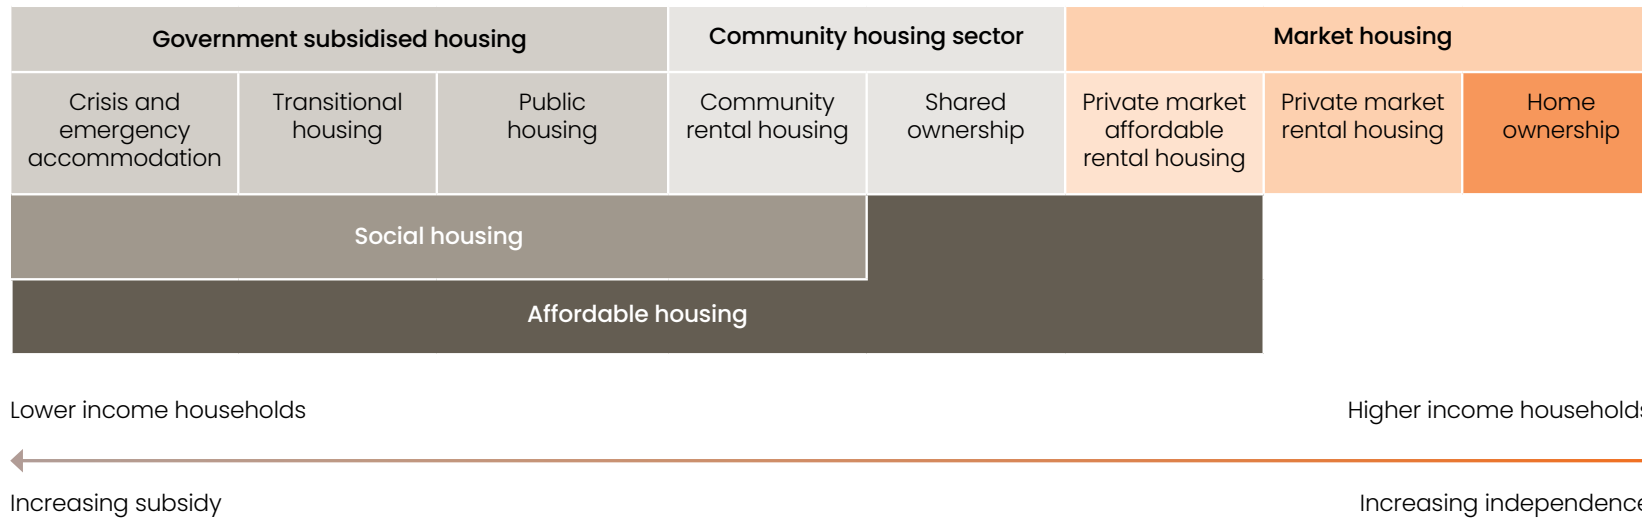 Government subsidised housing
Community housing sector
Market housing
Crisis and
emergency
accommodation
Transitional
housing
Public
housing
Community
rental housing
Shared
ownership
Private market
affordable
rental housing
Private market
rental housing
Home
ownership
Social housing
Affordable housing
Lower income households
Higher income households
Increasing subsidy
Increasing independence